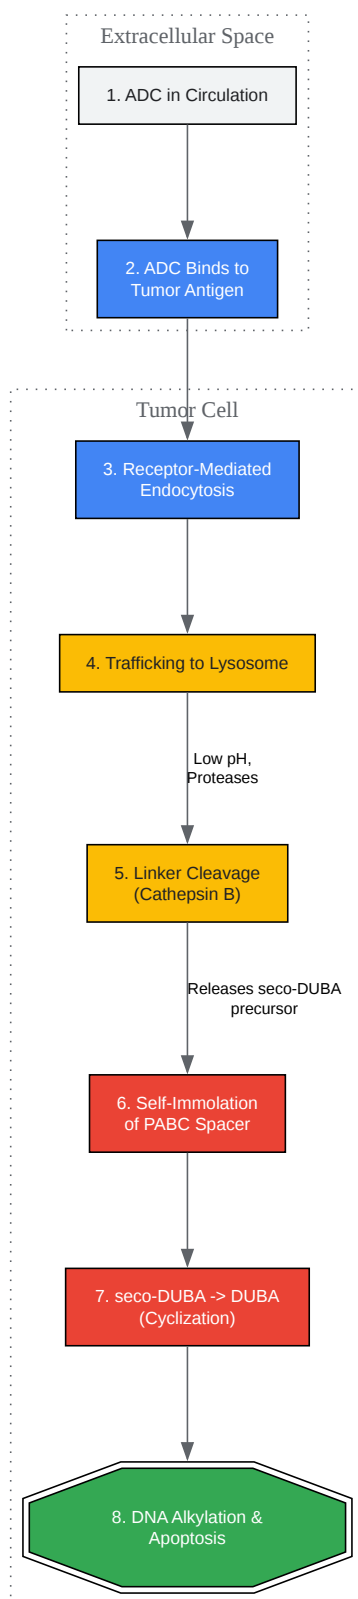 Extracellular Space
1. ADC in Circulation
2. ADC Binds to
Tumor Antigen
Tumor Cell
3. Receptor-Mediated
Endocytosis
4. Trafficking to Lysosome
Low pH,
Proteases
5. Linker Cleavage
(Cathepsin B)
Releases seco-DUBA
precursor
6. Self-Immolation
of PABC Spacer
7. seco-DUBA -> DUBA
(Cyclization)
8. DNA Alkylation &
Apoptosis